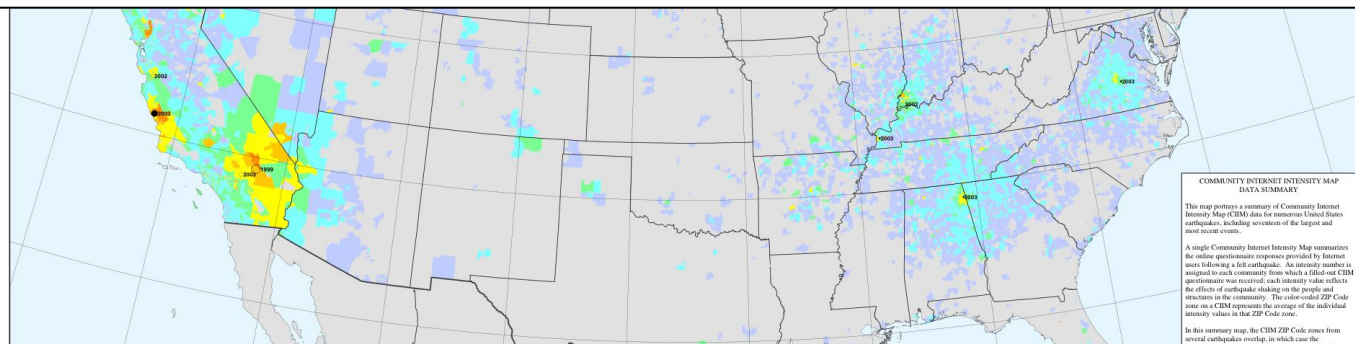 2002
2003
1999
2003
2002
2003
2003
2003
COMMUNITY INTERNET INTENSITY MAP
DATA SUMMARY
This map portrays a summary of Community Internet
Intensity Map (CIIM) data for numerous United States
earthquakes, including seventeen of the largest and
most recent events.
A single Community Internet Intensity Map summarizes
the online questionnaire responses provided by Internet
users following a felt earthquake. An intensity number is
assigned to each community from which a filled-out CIIM
questionnaire was received; each intensity value reflects
the effects of earthquake shaking on the people and
structures in the community. The color-coded ZIP Code
zone on a CIIM represents the average of the individual
intensity values in that ZIP Code zone.
In this summary map, the CIIM ZIP Code zones from
several earthquakes overlap, in which case the